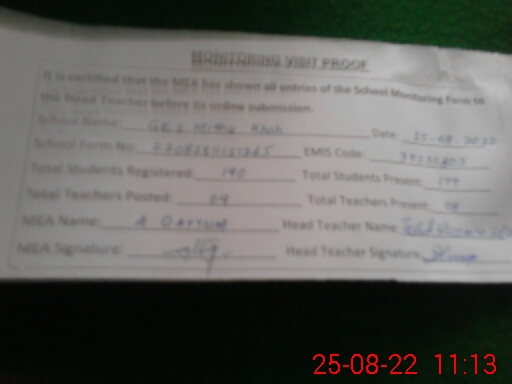 MONITORING VISIT PROOF
It is certified that the MEA has shown all entries of the School Monitoring Form to
the Head Teacher before its online submission.
School Name: Date: 25-08-2022
School Form No: EMIS Code:
Total Students Registered: 190 Total Students Present: 177
Total Teachers Posted: 09 Total Teachers Present: 08
MEA Name: A QAYYUM Head Teacher Name:
MEA Signature: Head Teacher Signature:
25-08-22 11:13